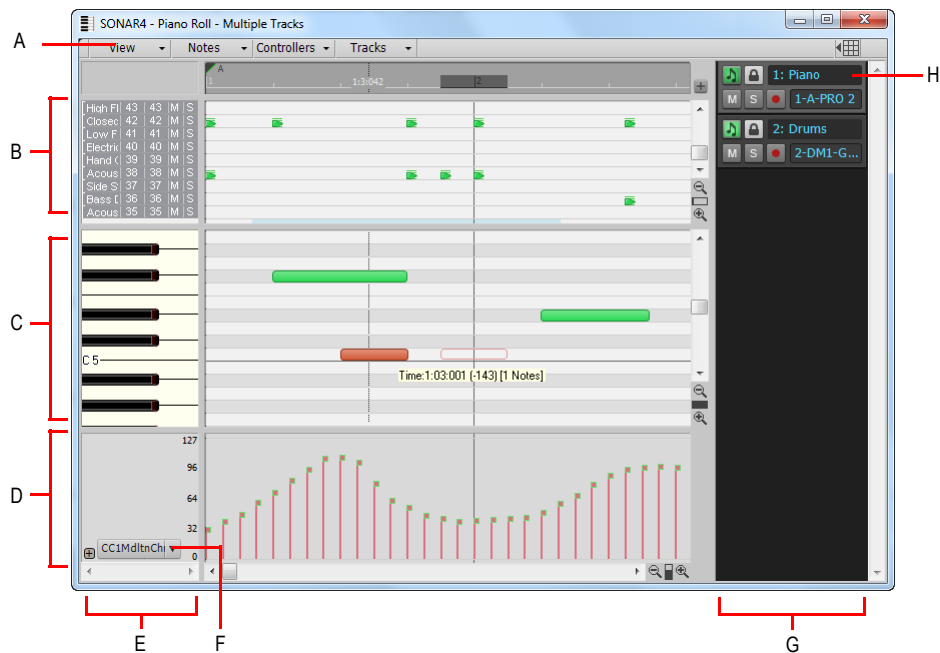 SONAR4 - Piano Roll - Multiple Tracks
A
View Notes Controllers Tracks
A
1 1:3:042 2
1: Piano
H
M S 1-A-PRO 2
2: Drums
M S 2-DM1-G...
B
High Fl 43 43 M S
Closec 42 42 M S
Low F 41 41 M S
Electric 40 40 M S
Hand C 39 39 M S
Acous 38 38 M S
Side S 37 37 M S
Bass D 36 36 M S
Acous 35 35 M S
C
C 5
Time:1:03:001 (-143) [1 Notes]
D
127
96
64
32
0
CC1MdltnChr
E
F
G